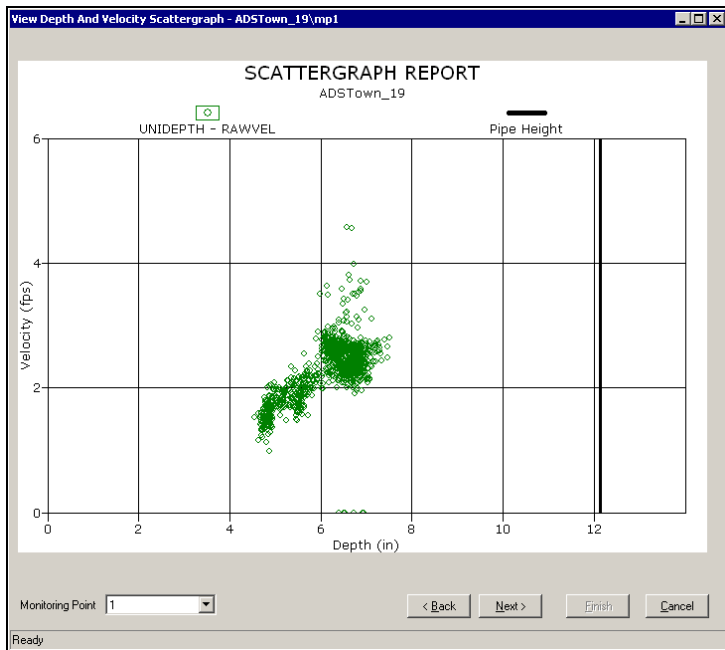 View Depth And Velocity Scattergraph - ADSTown_19\mp1
SCATTERGRAPH REPORT
ADSTown_19
UNIDEPTH - RAWVEL
Pipe Height
6
4
2
0
Velocity (fps)
0 2 4 6 8 10 12
Depth (in)
Monitoring Point 1
< Back Next > Finish Cancel
Ready